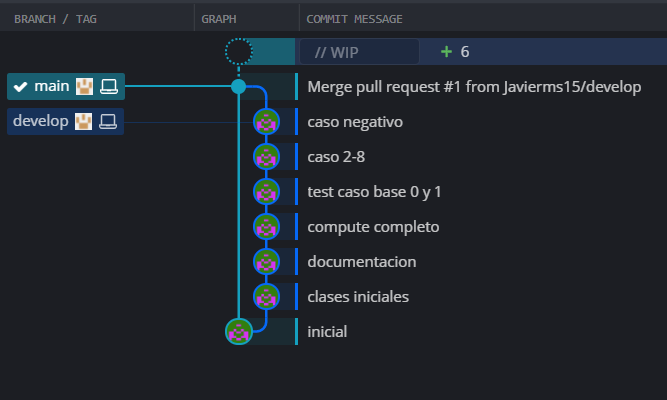 BRANCH / TAG GRAPH COMMIT MESSAGE
// WIP + 6
main Merge pull request #1 from Javierms15/develop
develop caso negativo
caso 2-8
test caso base 0 y 1
compute completo
documentacion
clases iniciales
inicial